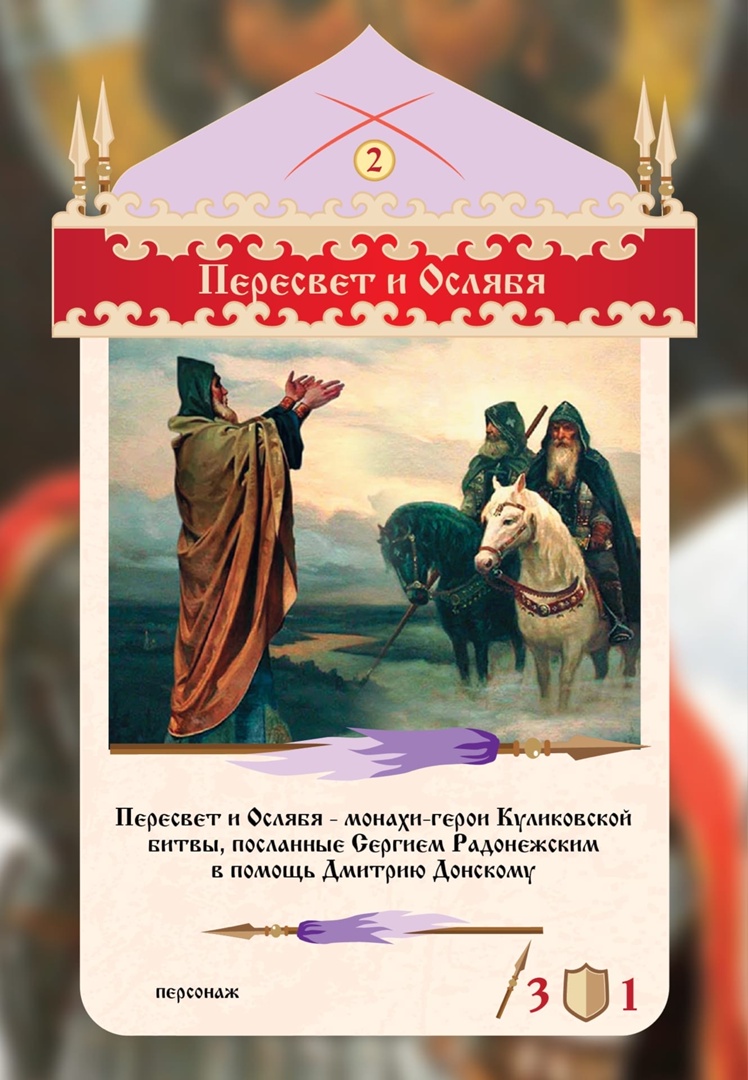 2
Пересвет и Ослябя
Пересвет и Ослябя - монахи-герои Куликовской
битвы, посланные Сергием Радонежским
в помощь Дмитрию Донскому
персонаж
3 1